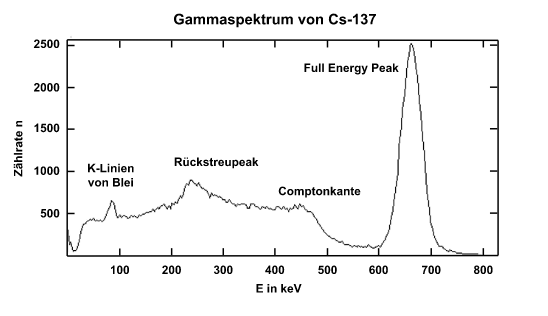 Gammaspektrum von Cs-137
Zählrate n
2500
2000
1500
1000
500
Full Energy Peak
K-Linien
von Blei
Rückstreupeak
Comptonkante
100 200 300 400 500 600 700 800
E in keV